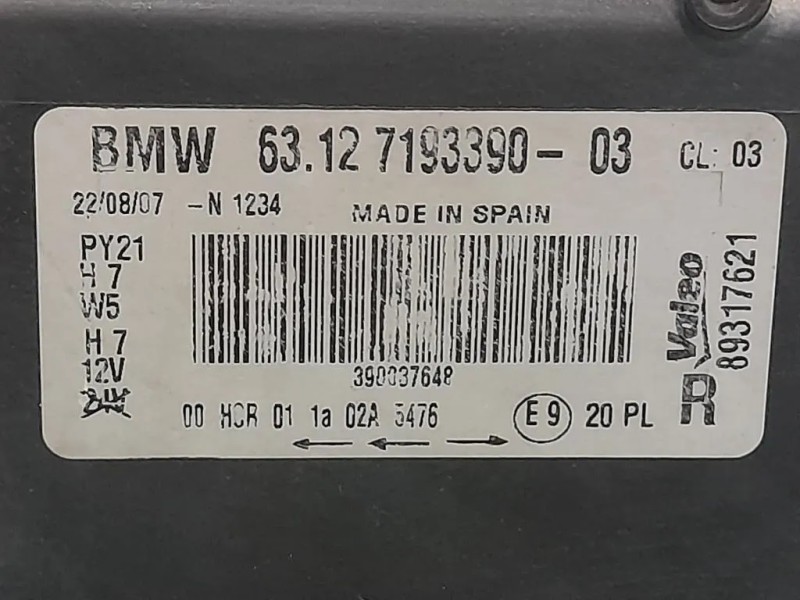 BMW 63.12 7193390- 03 CL: 03
22/08/07 -N 1234 MADE IN SPAIN
PY21
H 7
W5
H 7
12V
24V
390037648
00 HCR 01 1a 02A 5476 E9 20 PL
Valeo
89317621
R